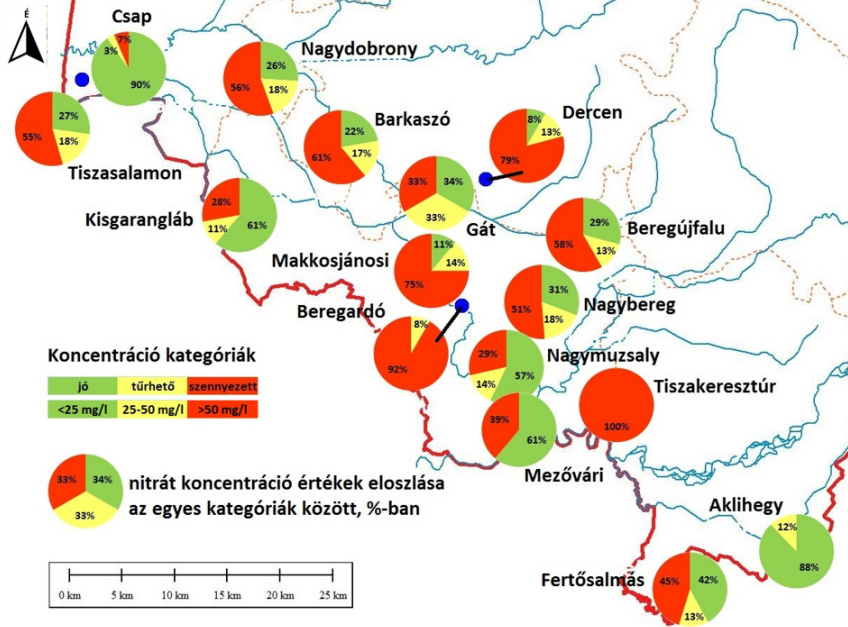 É
Csap
7%
3%
90%
Nagydobrony
26%
56%
18%
27%
55%
18%
Tiszasalamon
Barkaszó
22%
61%
17%
Dercen
8%
13%
79%
Kisgarangláb
28%
11%
61%
33%
34%
33%
Gát
29%
58%
13%
Beregújfalu
Makkosjánosi
11%
14%
75%
Beregardó
8%
92%
31%
51%
18%
Nagybereg
Nagymuzsaly
29%
57%
14%
Tiszakeresztúr
100%
39%
61%
Mezővári
Koncentráció kategóriák
jó tűrhető szennyezett
<25 mg/l 25-50 mg/l >50 mg/l
33%
34%
33%
nitrát koncentráció értékek eloszlása
az egyes kategóriák között, %-ban
Aklihegy
12%
88%
Fertősalmás
45%
42%
13%
0 km 5 km 10 km 15 km 20 km 25 km